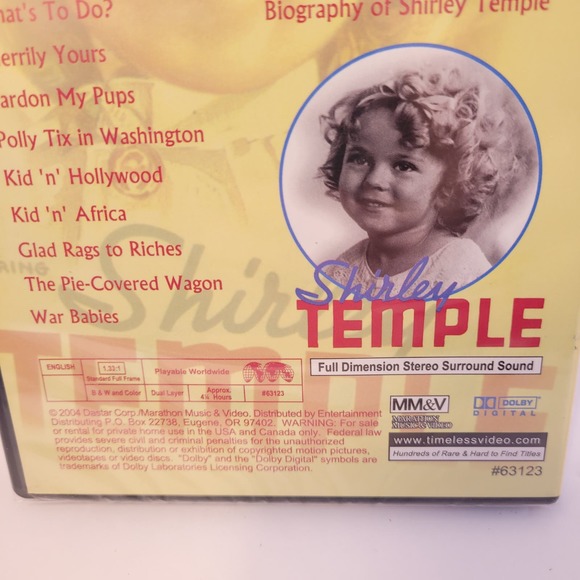 hat's To Do?
Biography of Shirley Temple
errily Yours
ardon My Pups
Polly Tix in Washington
Kid 'n' Hollywood
Kid 'n' Africa
Glad Rags to Riches
The Pie-Covered Wagon
War Babies
RING
Shirley
TEMPLE
Shirley
TEMPLE
Full Dimension Stereo Surround Sound
ENGLISH
1.33:1
Standard Full Frame
Playable Worldwide
B & W and Color
Dual Layer
Approx.
4¼ Hours
#63123
© 2004 Dastar Corp./Marathon Music & Video. Distributed by Entertainment
Distributing P.O. Box 22738, Eugene, OR 97402. WARNING: For sale
or rental for private home use in the USA and Canada only. Federal law
provides severe civil and criminal penalties for the unauthorized
reproduction, distribution or exhibition of copyrighted motion pictures,
videotapes or video discs. "Dolby" and the "Dolby Digital" symbols are
trademarks of Dolby Laboratories Licensing Corporation.
MM&V
MARATHON
MUSIC & VIDEO
DOLBY
DIGITAL
www.timelessvideo.com
Hundreds of Rare & Hard to Find Titles
#63123